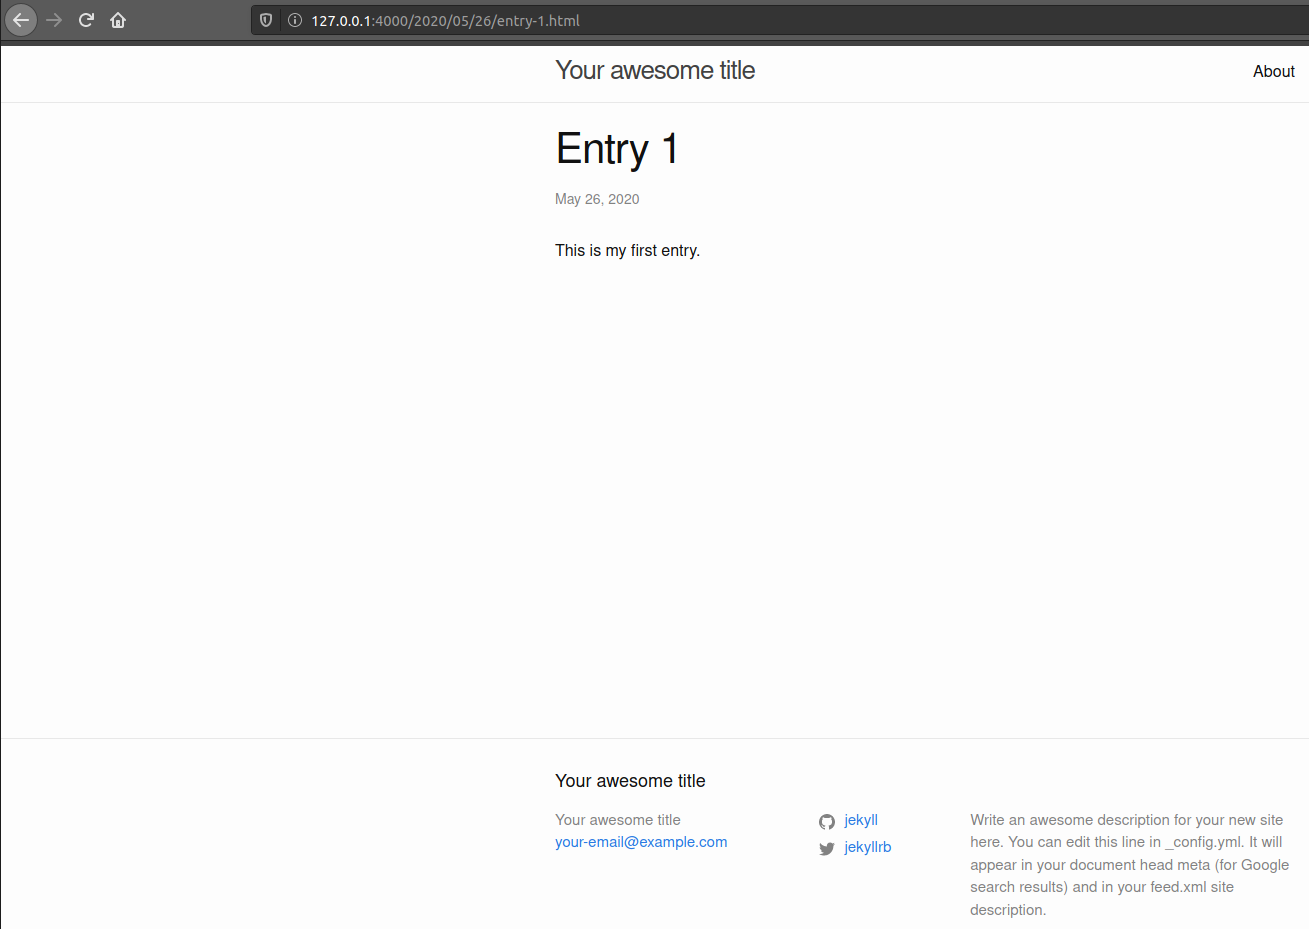 127.0.0.1:4000/2020/05/26/entry-1.html
Your awesome title
About
Entry 1
May 26, 2020
This is my first entry.
Your awesome title
Your awesome title
your-email@example.com
jekyll
jekyllrb
Write an awesome description for your new site
here. You can edit this line in _config.yml. It will
appear in your document head meta (for Google
search results) and in your feed.xml site
description.